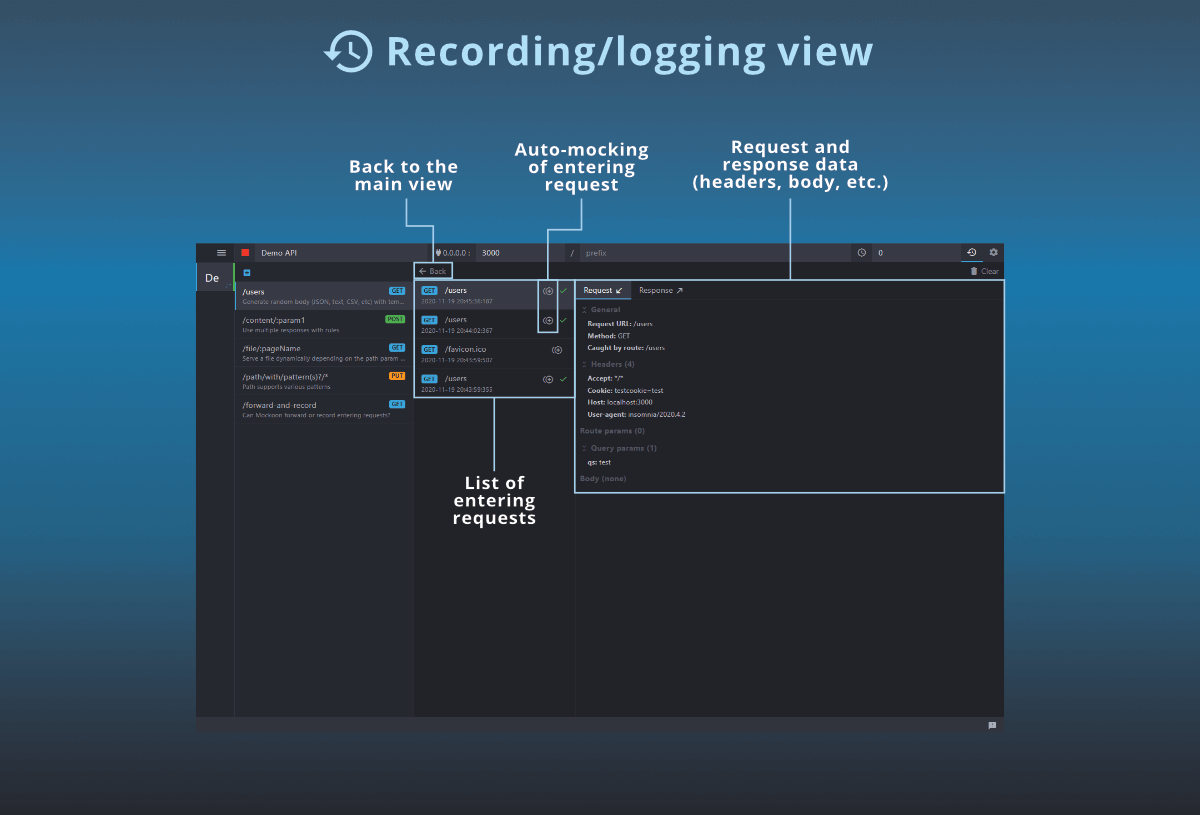 Recording/logging view
Back to the
main view
Auto-mocking
of entering
request
Request and
response data
(headers, body, etc.)
Demo API
0.0.0.0 :
3000
/
prefix
0
De
Back
Clear
/users
GET
Generate random body (JSON, text, CSV, etc) with tem...
/content/:param1
POST
Use multiple responses with rules
/file/:pageName
GET
Serve a file dynamically depending on the path param ...
/path/with/pattern(s)?/*
PUT
Path supports various patterns
/forward-and-record
GET
Can Mockoon forward or record entering requests?
GET /users
2020-11-19 20:45:36:187
GET /users
2020-11-19 20:44:02:367
GET /favicon.ico
2020-11-19 20:43:59:502
GET /users
2020-11-19 20:43:59:355
Request
Response
General
Request URL: /users
Method: GET
Caught by route: /users
Headers (4)
Accept: */*
Cookie: testcookie=test
Host: localhost:3000
User-agent: insomnia/2020.4.2
Route params (0)
Query params (1)
qs: test
Body (none)
List of
entering
requests